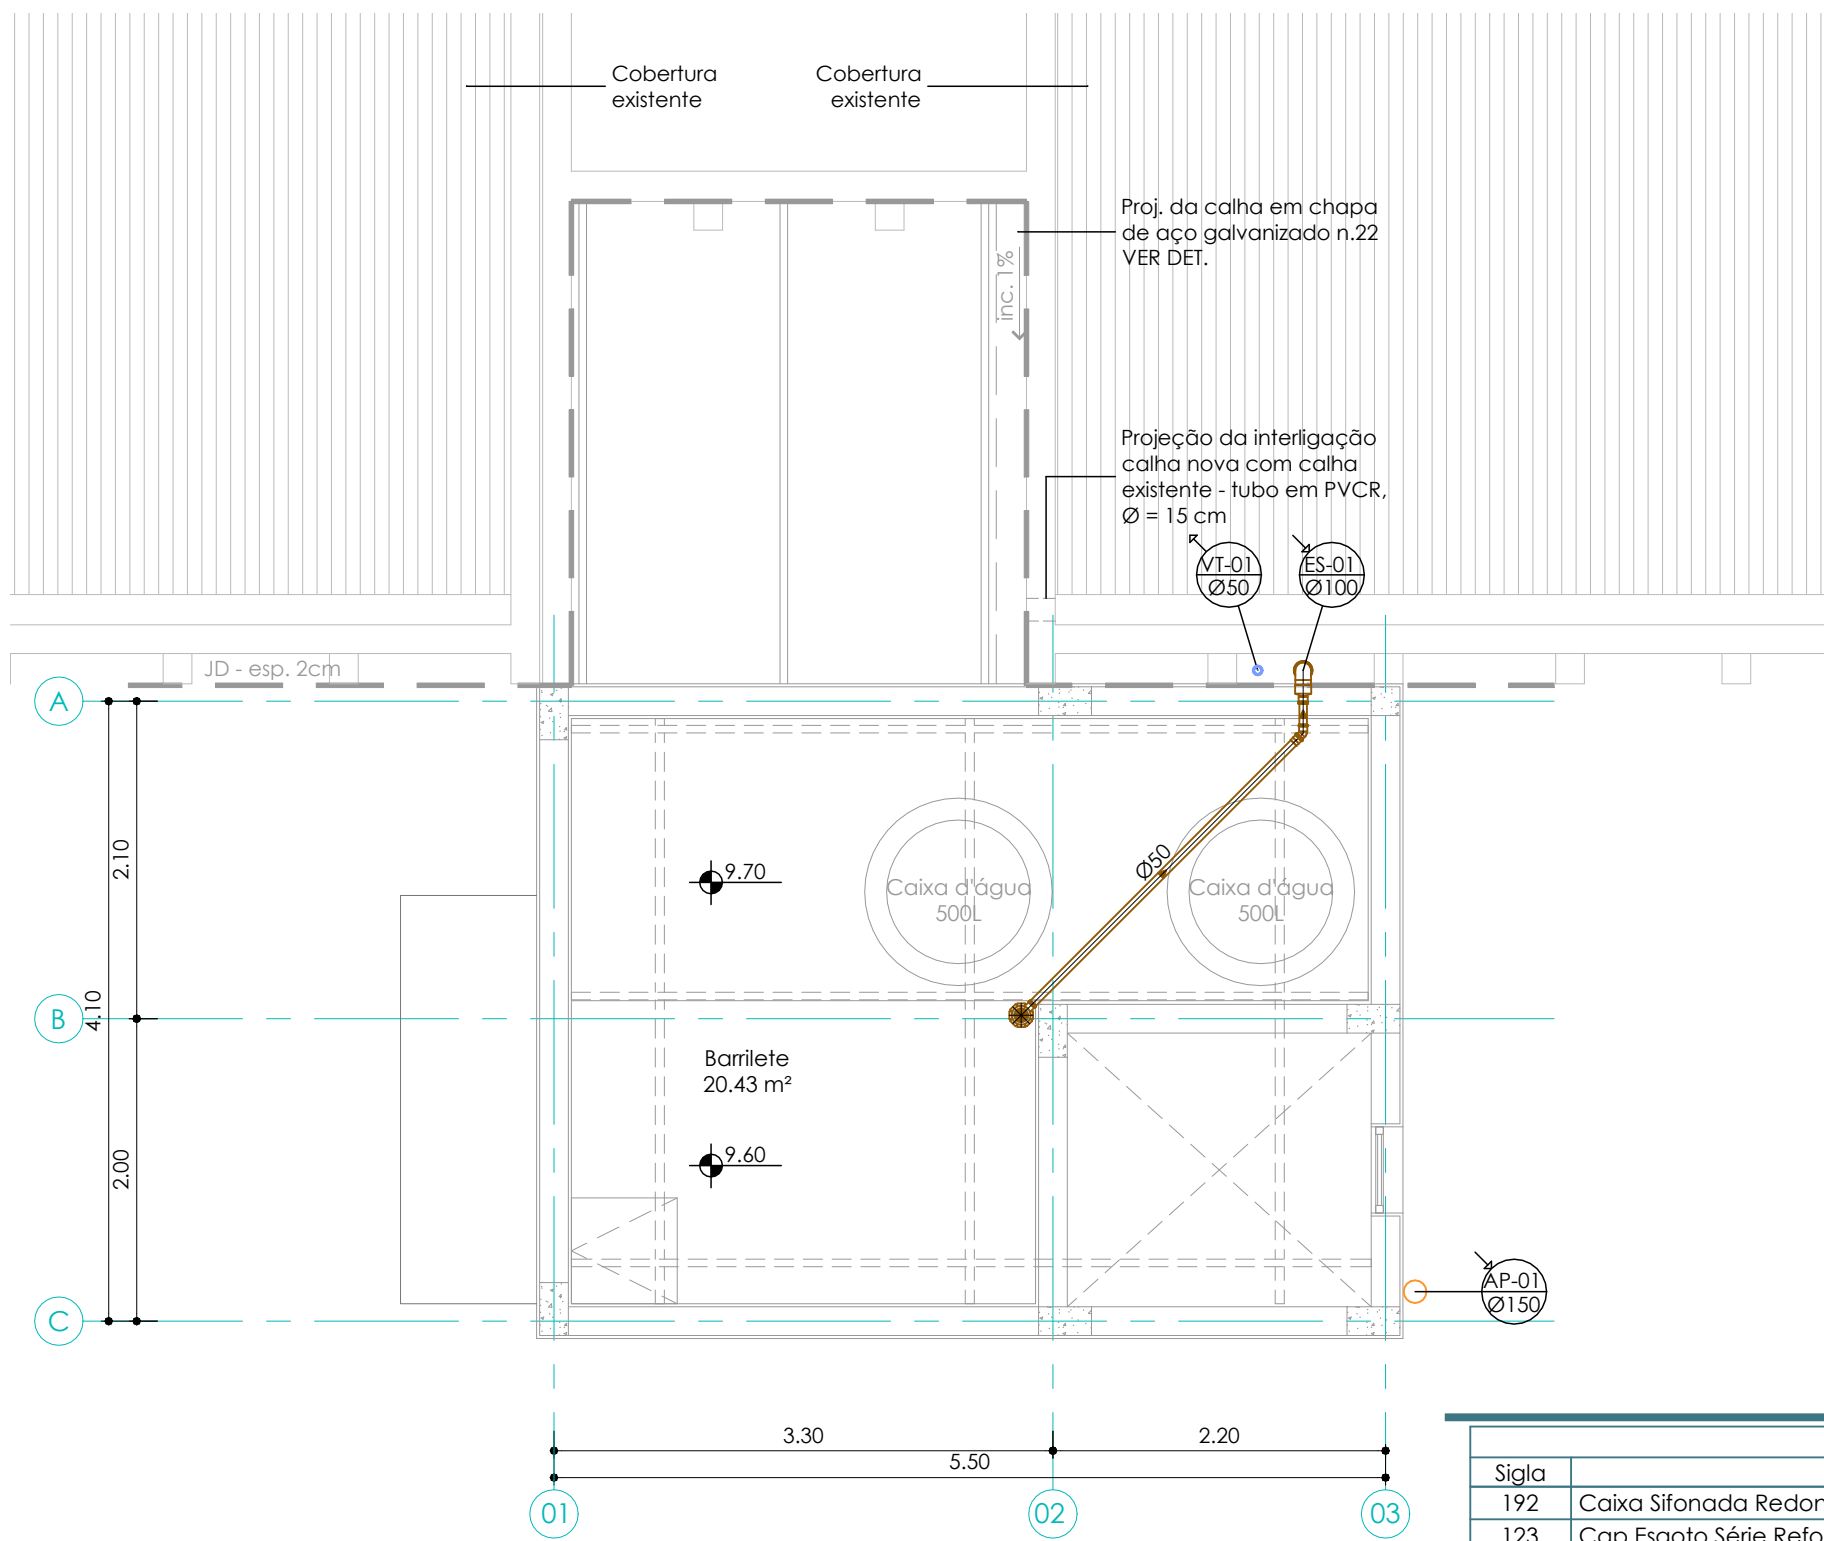 Cobertura
existente
Cobertura
existente
Proj. da calha em chapa
de aço galvanizado n.22
VER DET.
inc. 1%
Projeção da interligação
calha nova com calha
existente - tubo em PVCR,
Ø = 15 cm
VT-01
Ø50
ES-01
Ø100
JD - esp. 2cm
A
2.10
9.70
Ø50
Caixa d'água
500L
Caixa d'água
500L
B
4.10
Barrilete
20.43 m²
9.60
2.00
AP-01
Ø150
C
3.30
2.20
5.50
01
02
03
Sigla
192
Caixa Sifonada Redon
123
Cap Esgoto Série Refo